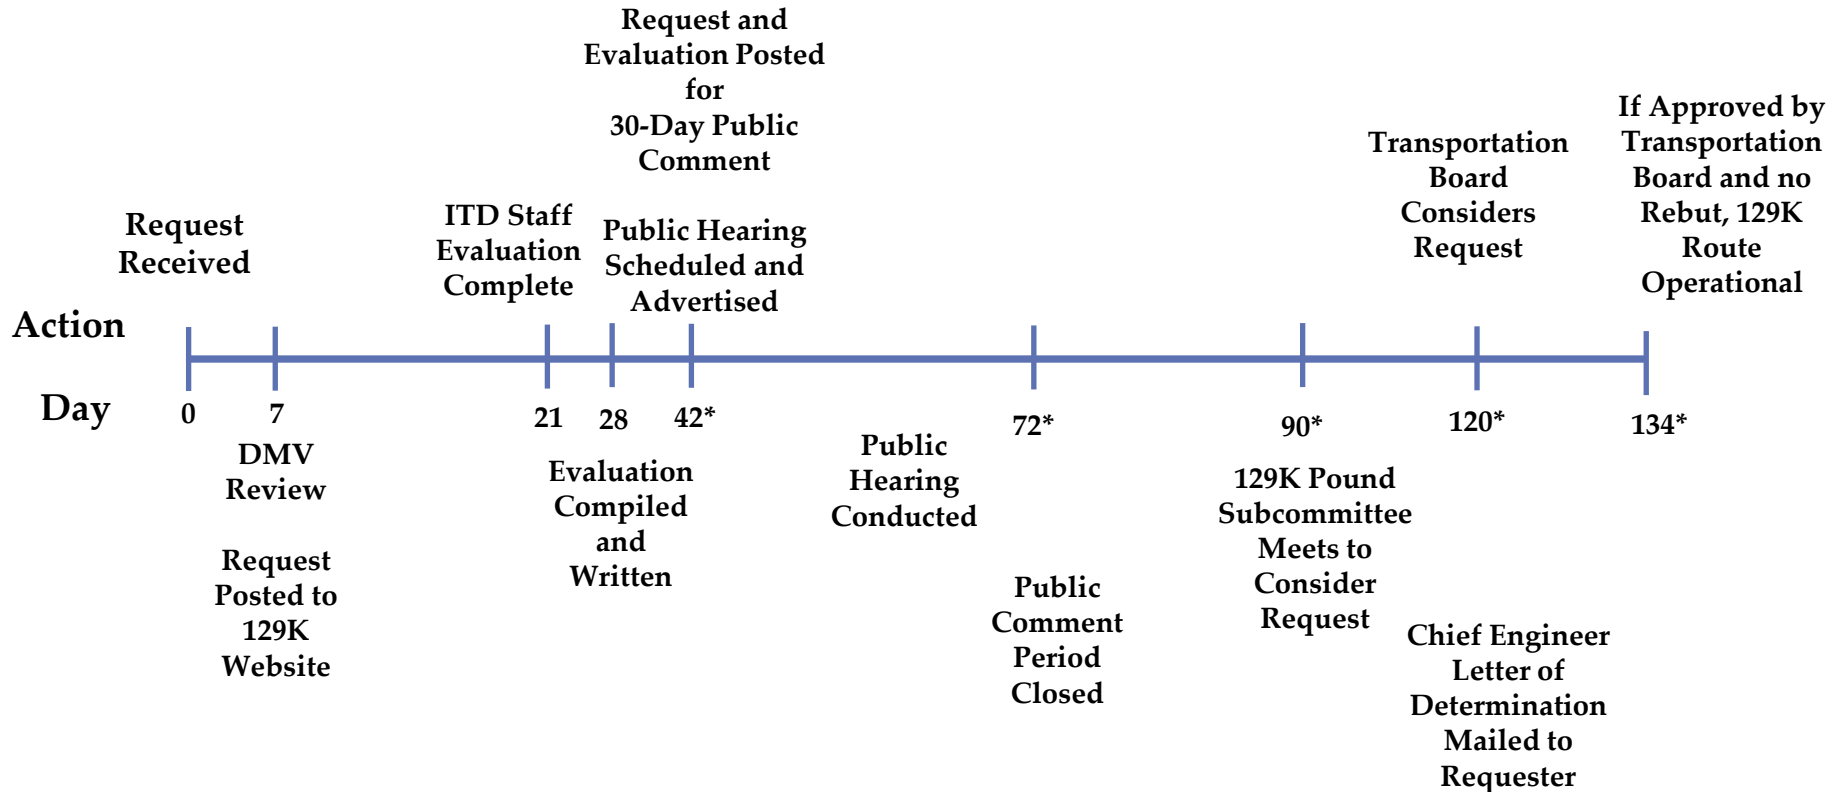 Request and
Evaluation Posted
for
30-Day Public
Comment
If Approved by
Transportation
Board and no
Rebut, 129K
Route
Operational
Transportation
Board
Considers
Request
Request
Received
ITD Staff
Evaluation
Complete
Public Hearing
Scheduled and
Advertised
Action
Day
0
7
21
28
42*
72*
90*
120*
134*
DMV
Review
Request
Posted to
129K
Website
Evaluation
Compiled
and
Written
Public
Hearing
Conducted
Public
Comment
Period
Closed
129K Pound
Subcommittee
Meets to
Consider
Request
Chief Engineer
Letter of
Determination
Mailed to
Requester